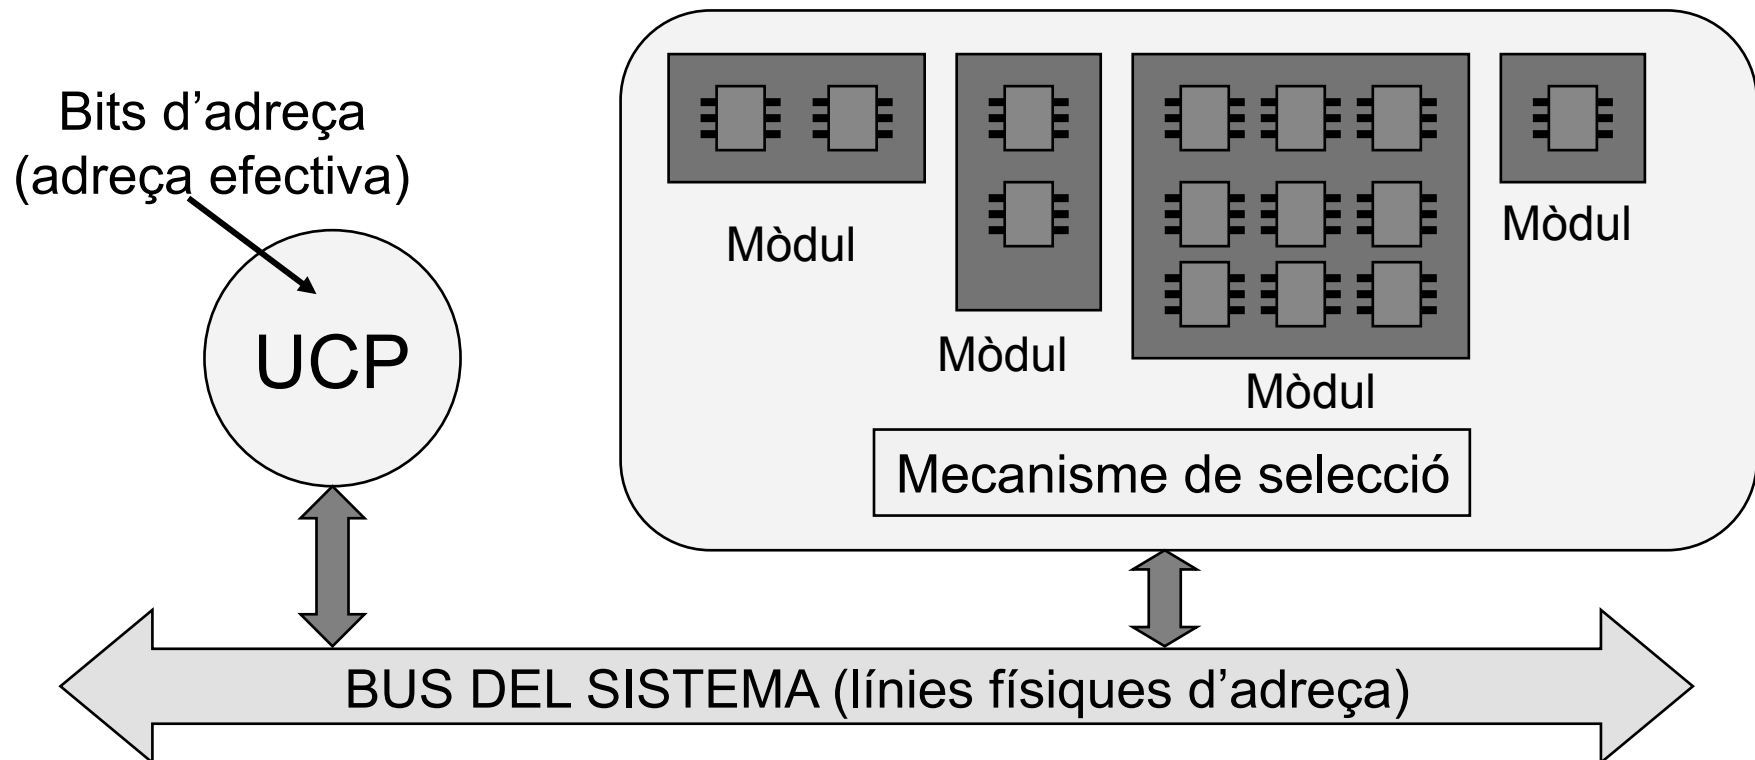 Bits d’adreça
(adreça efectiva)
UCP
Mòdul
Mòdul
Mòdul
Mòdul
Mecanisme de selecció
BUS DEL SISTEMA (línies físiques d’adreça)